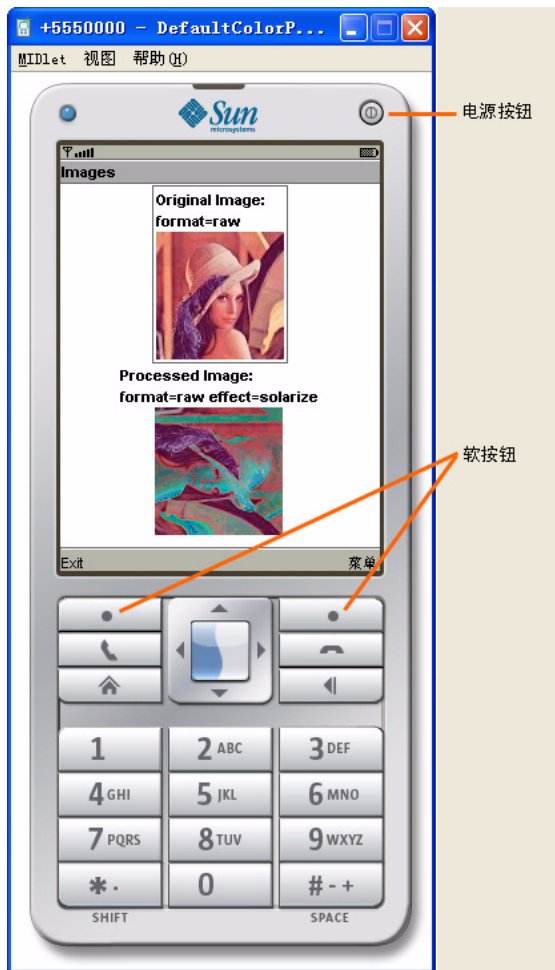 +5550000 - DefaultColorP...
MIDlet 视图 帮助(H)
Sun
microsystems
电源按钮
Images
Original Image:
format=raw
Processed Image:
format=raw effect=solarize
软按钮
Exit 菜单
1 2 ABC 3 DEF
4 GHI 5 JKL 6 MNO
7 PQRS 8 TUV 9 WXYZ
* . 0 # - +
SHIFT SPACE